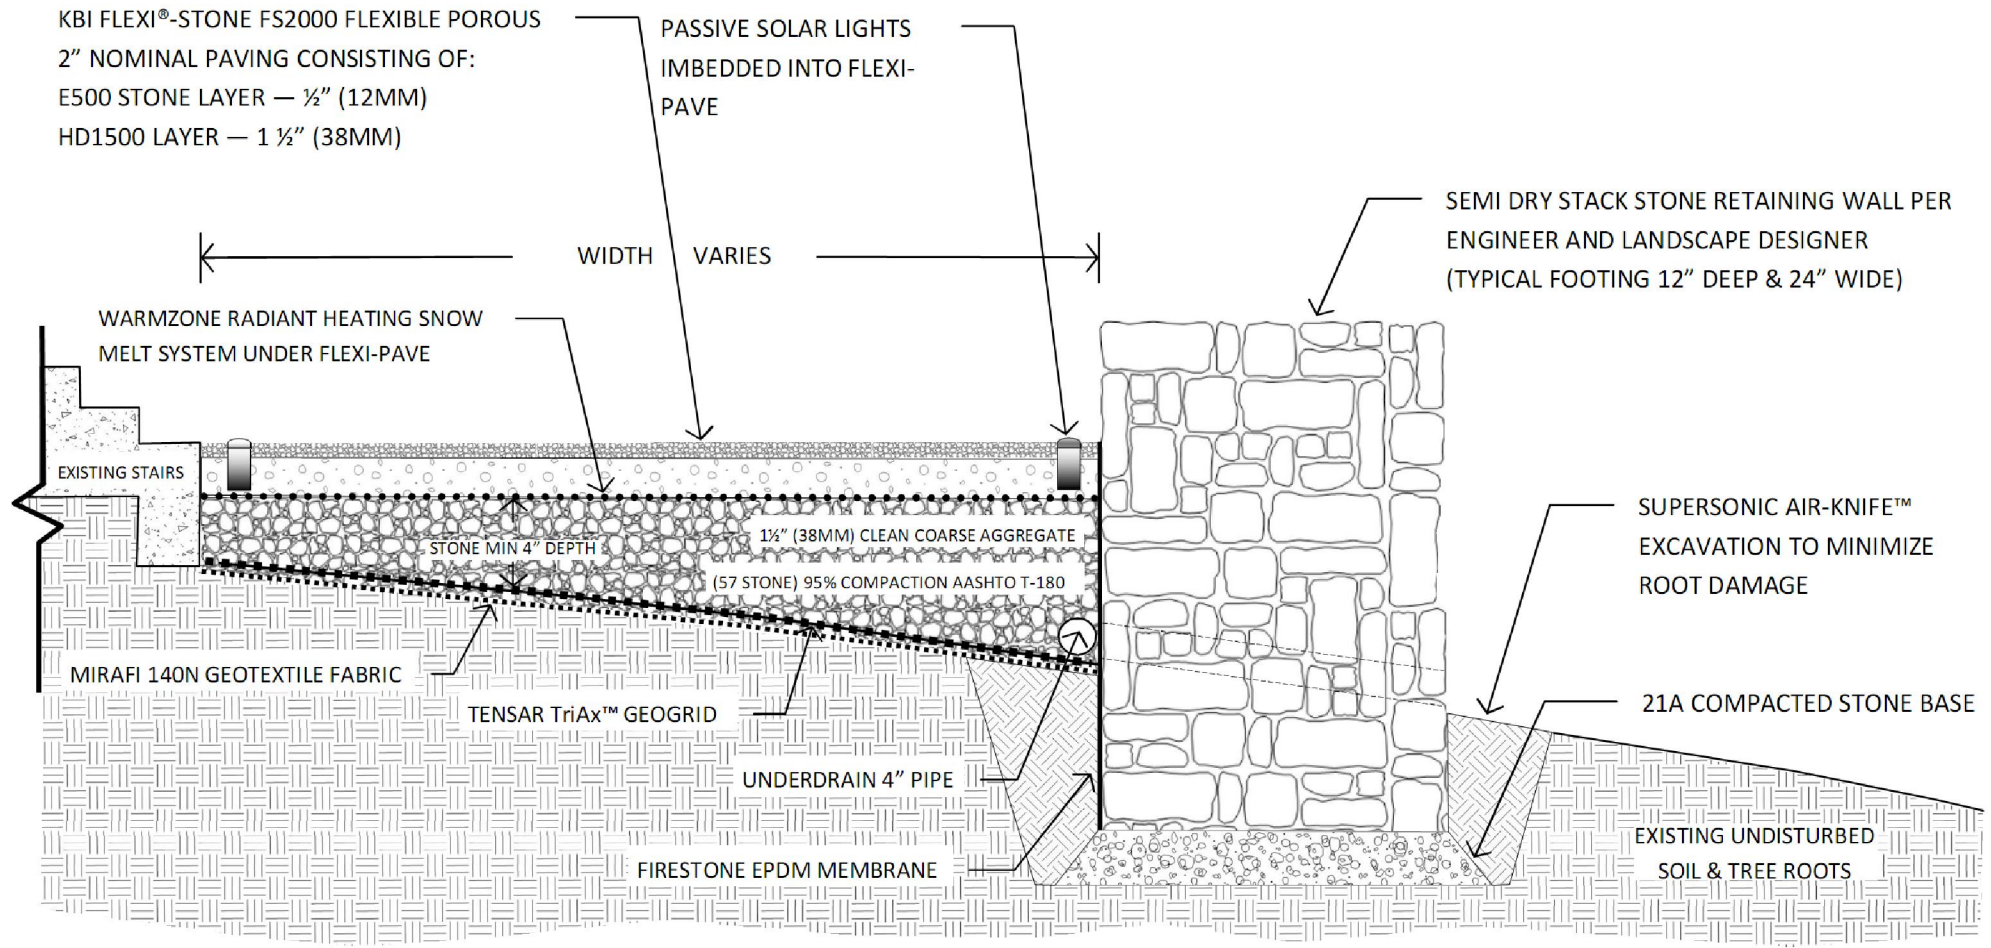 KBI FLEXI®-STONE FS2000 FLEXIBLE POROUS
2” NOMINAL PAVING CONSISTING OF:
E500 STONE LAYER — ½” (12MM)
HD1500 LAYER — 1 ½” (38MM)
PASSIVE SOLAR LIGHTS
IMBEDDED INTO FLEXI-
PAVE
SEMI DRY STACK STONE RETAINING WALL PER
ENGINEER AND LANDSCAPE DESIGNER
(TYPICAL FOOTING 12” DEEP & 24” WIDE)
WIDTH VARIES
WARMZONE RADIANT HEATING SNOW
MELT SYSTEM UNDER FLEXI-PAVE
EXISTING STAIRS
STONE MIN 4” DEPTH
1½” (38MM) CLEAN COARSE AGGREGATE
(57 STONE) 95% COMPACTION AASHTO T-180
SUPERSONIC AIR-KNIFE™
EXCAVATION TO MINIMIZE
ROOT DAMAGE
MIRAFI 140N GEOTEXTILE FABRIC
TENSAR TriAx™ GEOGRID
21A COMPACTED STONE BASE
UNDERDRAIN 4” PIPE
FIRESTONE EPDM MEMBRANE
EXISTING UNDISTURBED
SOIL & TREE ROOTS